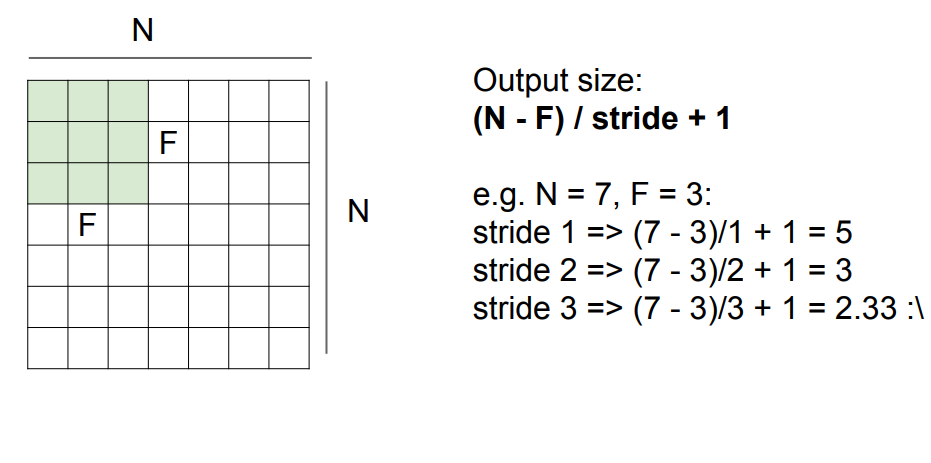 N
F
F
N
Output size:
(N - F) / stride + 1
e.g. N = 7, F = 3:
stride 1 => (7 - 3)/1 + 1 = 5
stride 2 => (7 - 3)/2 + 1 = 3
stride 3 => (7 - 3)/3 + 1 = 2.33 :\